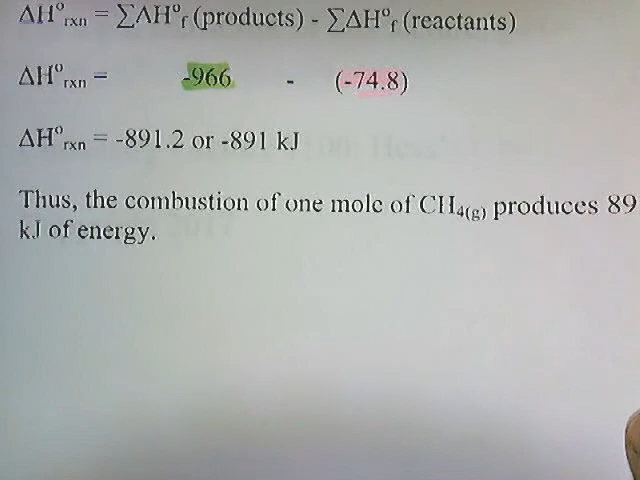 ΔH°rxn = ∑ΔH°f (products) - ∑ΔH°f (reactants)
ΔH°rxn = -966 - (-74.8)
ΔH°rxn = -891.2 or -891 kJ
Thus, the combustion of one mole of CH4(g) produces 89
kJ of energy.